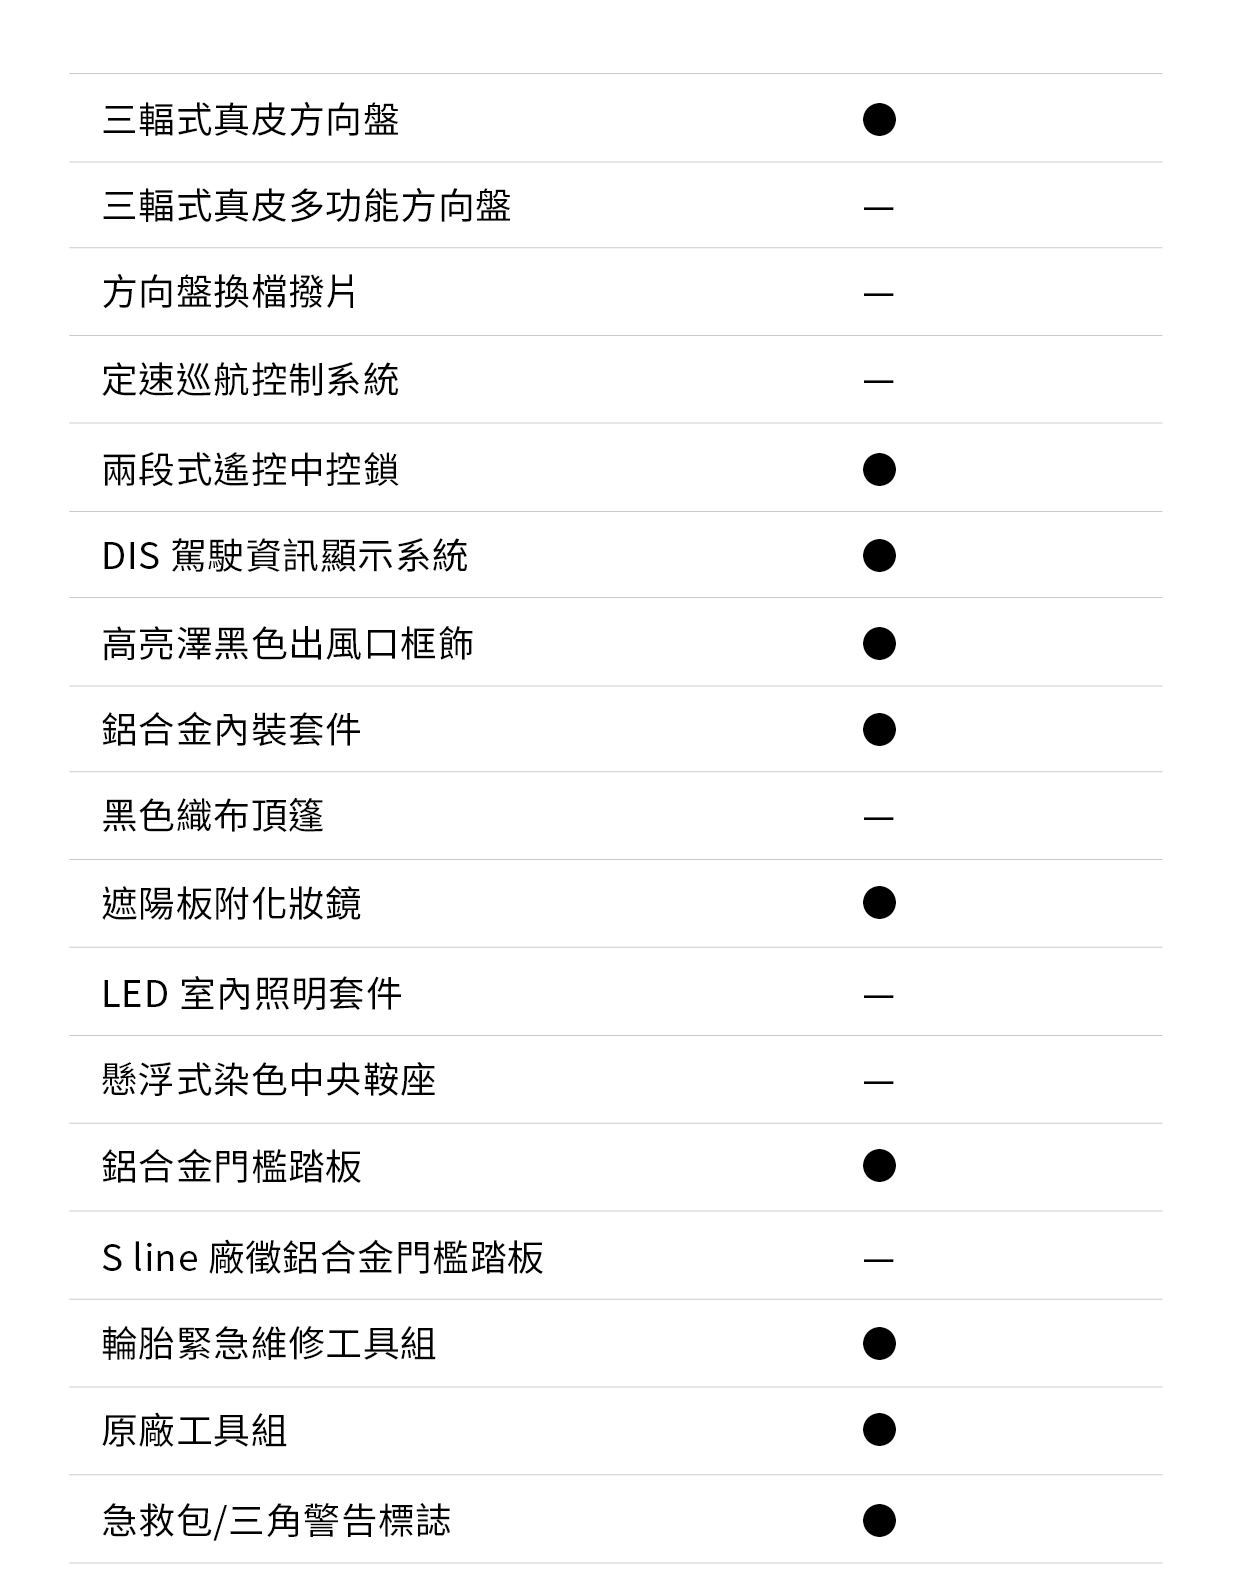 三輻式真皮方向盤 ●
三輻式真皮多功能方向盤 —
方向盤換檔撥片 —
定速巡航控制系統 —
兩段式遙控中控鎖 ●
DIS 駕駛資訊顯示系統 ●
高亮澤黑色出風口框飾 ●
鋁合金內裝套件 ●
黑色織布頂篷 —
遮陽板附化妝鏡 ●
LED 室內照明套件 —
懸浮式染色中央鞍座 —
鋁合金門檻踏板 ●
S line 廠徵鋁合金門檻踏板 —
輪胎緊急維修工具組 ●
原廠工具組 ●
急救包/三角警告標誌 ●